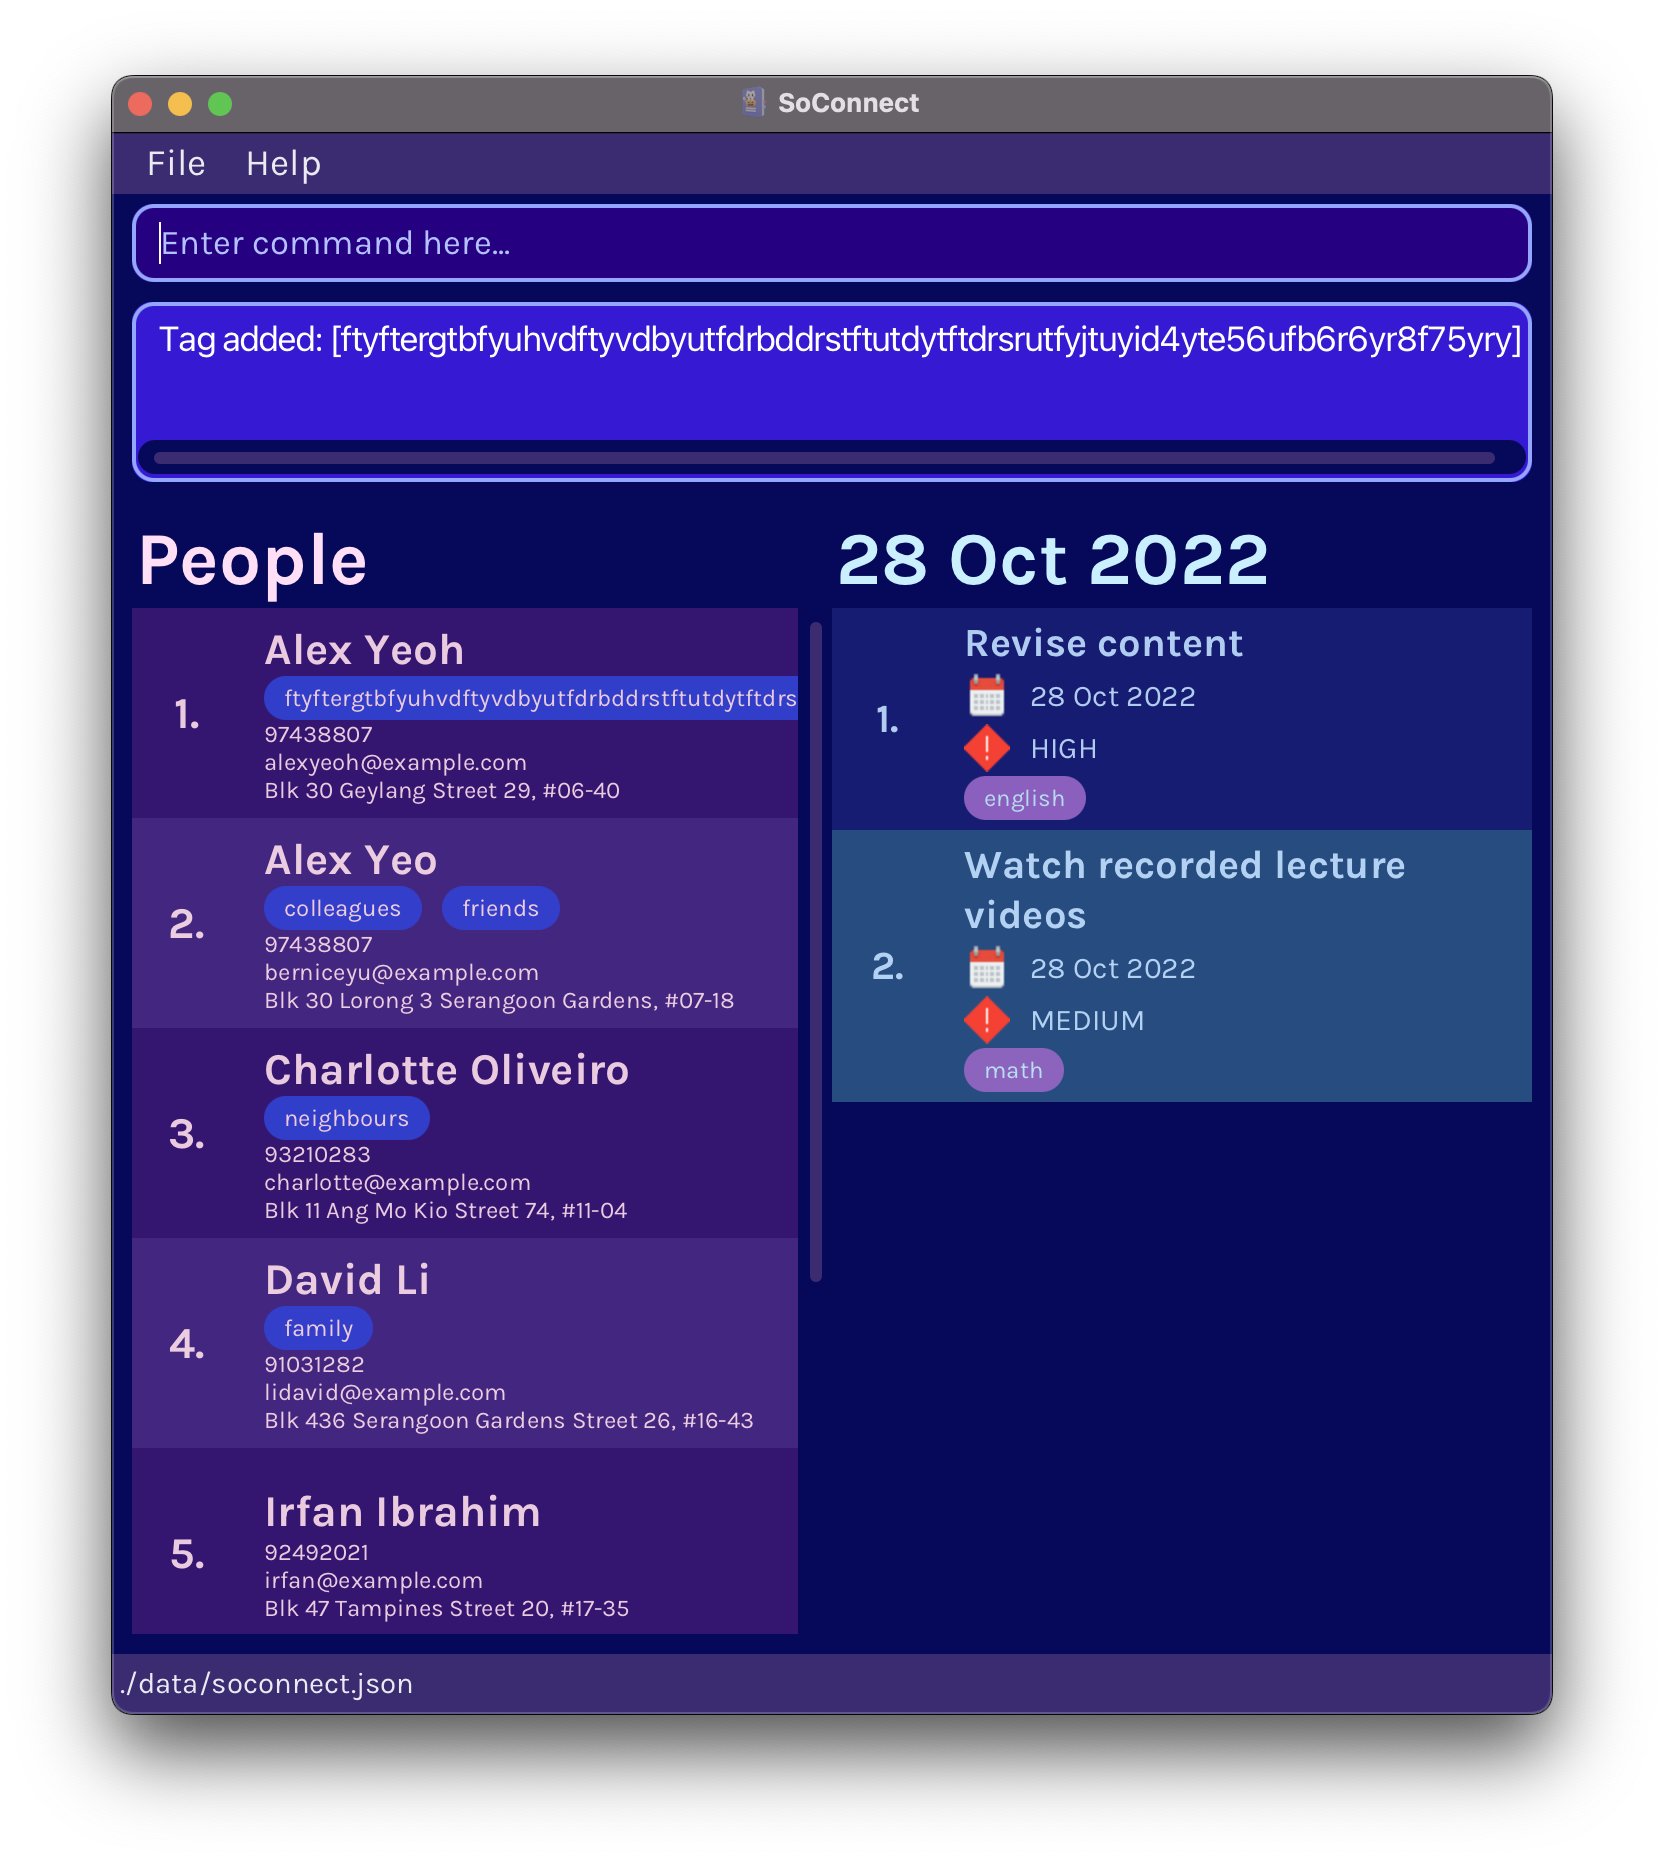 SoConnect
File Help
Enter command here...
Tag added: [ftyftergtbfyuhvdftyvdbyutfdrbddrstftutdytftdrsrutfyjtuyid4yte56ufb6r6yr8f75yry]
People
1.
Alex Yeoh
ftyftergtbfyuhvdftyvdbyutfdrbddrstftutdytftdrs
97438807
alexyeoh@example.com
Blk 30 Geylang Street 29, #06-40
2.
Alex Yeo
colleagues friends
97438807
berniceyu@example.com
Blk 30 Lorong 3 Serangoon Gardens, #07-18
3.
Charlotte Oliveiro
neighbours
93210283
charlotte@example.com
Blk 11 Ang Mo Kio Street 74, #11-04
4.
David Li
family
91031282
lidavid@example.com
Blk 436 Serangoon Gardens Street 26, #16-43
5.
Irfan Ibrahim
92492021
irfan@example.com
Blk 47 Tampines Street 20, #17-35
28 Oct 2022
1.
Revise content
28 Oct 2022
HIGH
english
2.
Watch recorded lecture
videos
28 Oct 2022
MEDIUM
math
./data/soconnect.json